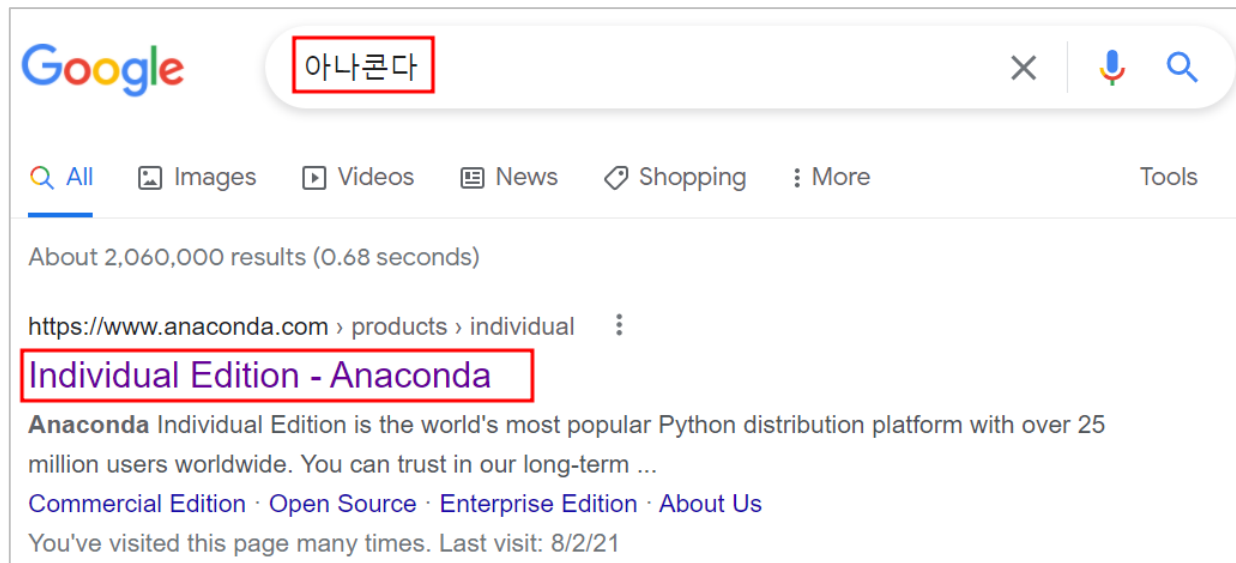 Google 아나콘다
All Images Videos News Shopping More Tools
About 2,060,000 results (0.68 seconds)
https://www.anaconda.com › products › individual
Individual Edition - Anaconda
Anaconda Individual Edition is the world's most popular Python distribution platform with over 25
million users worldwide. You can trust in our long-term ...
Commercial Edition · Open Source · Enterprise Edition · About Us
You've visited this page many times. Last visit: 8/2/21